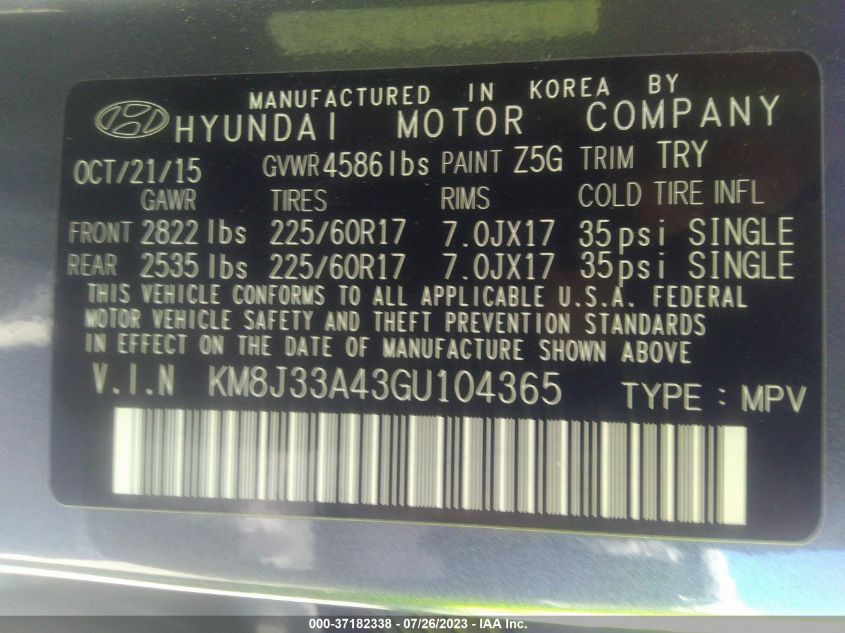 MANUFACTURED IN KOREA BY
HYUNDAI MOTOR COMPANY
OCT/21/15 GVWR 4586 lbs PAINT Z5G TRIM TRY
GAWR TIRES RIMS COLD TIRE INFL
FRONT 2822 lbs 225/60R17 7.0JX17 35psi SINGLE
REAR 2535 lbs 225/60R17 7.0JX17 35psi SINGLE
THIS VEHICLE CONFORMS TO ALL APPLICABLE U.S.A. FEDERAL
MOTOR VEHICLE SAFETY AND THEFT PREVENTION STANDARDS
IN EFFECT ON THE DATE OF MANUFACTURE SHOWN ABOVE
V.I.N KM8J33A43GU104365 TYPE : MPV
000-37182338 - 07/26/2023 - IAA, Inc.